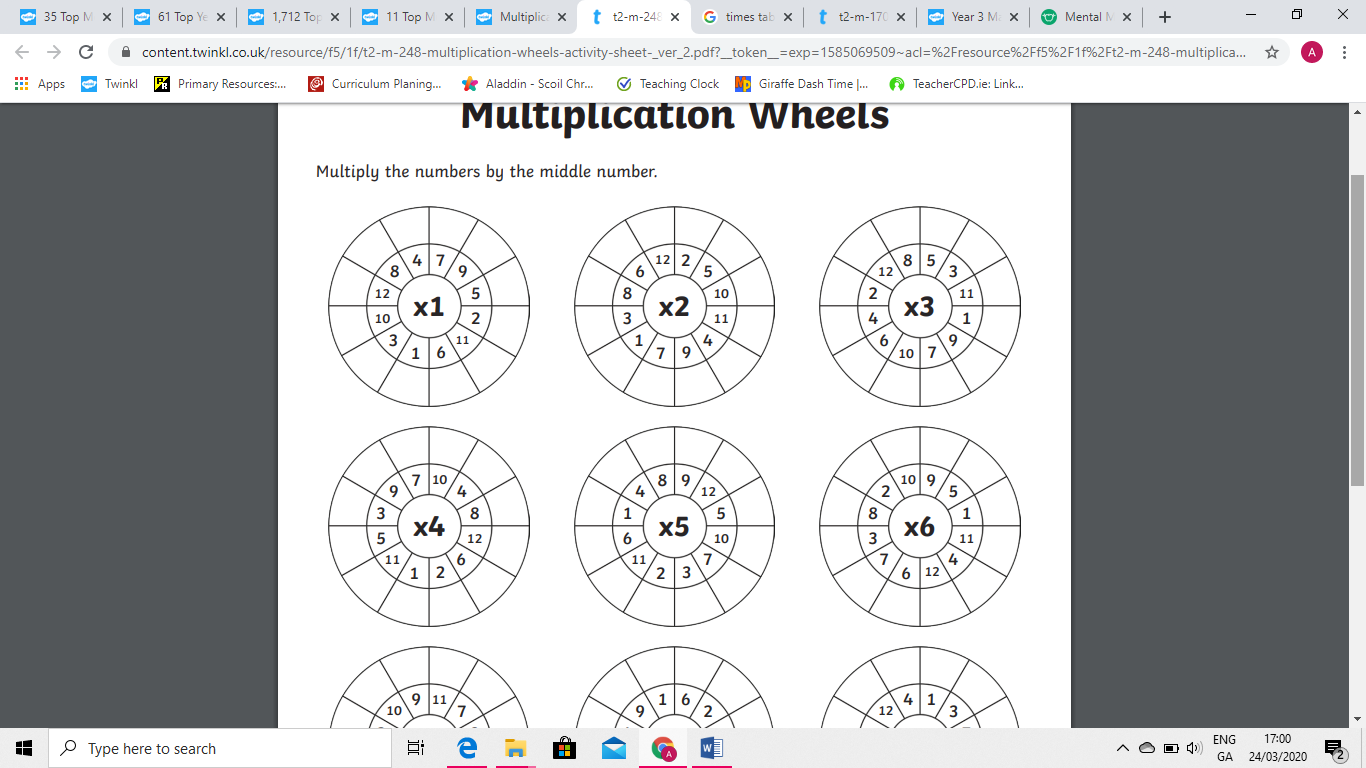 35 Top M
61 Top Ye
1,712 Top
11 Top M
Multiplica
t2-m-248
times tab
t2-m-170
Year 3 Ma
Mental M
content.twinkl.co.uk/resource/f5/1f/t2-m-248-multiplication-wheels-activity-sheet-_ver_2.pdf?__token__=exp=1585069509~acl=%2Fresource%2Ff5%2F1f%2Ft2-m-248-multiplica...
A
Apps
Twinkl
Primary Resources:...
Curriculum Planing...
Aladdin - Scoil Chr...
Teaching Clock
Giraffe Dash Time |...
TeacherCPD.ie: Link...
Multiplication Wheels
Multiply the numbers by the middle number.
x1
7 9 5 2 11 6 1 3 10 12 8 4
x2
2 5 10 11 4 9 7 1 3 8 6 12
x3
5 3 11 1 9 7 10 6 4 2 12 8
x4
10 4 8 12 6 2 1 11 5 3 9 7
x5
9 12 5 10 7 3 2 11 6 1 4 8
x6
9 5 1 11 4 12 6 7 3 8 2 10
10 9 11 7
9 1 6 2
12 4 1 3
Type here to search
ENG
GA
17:00
24/03/2020
2